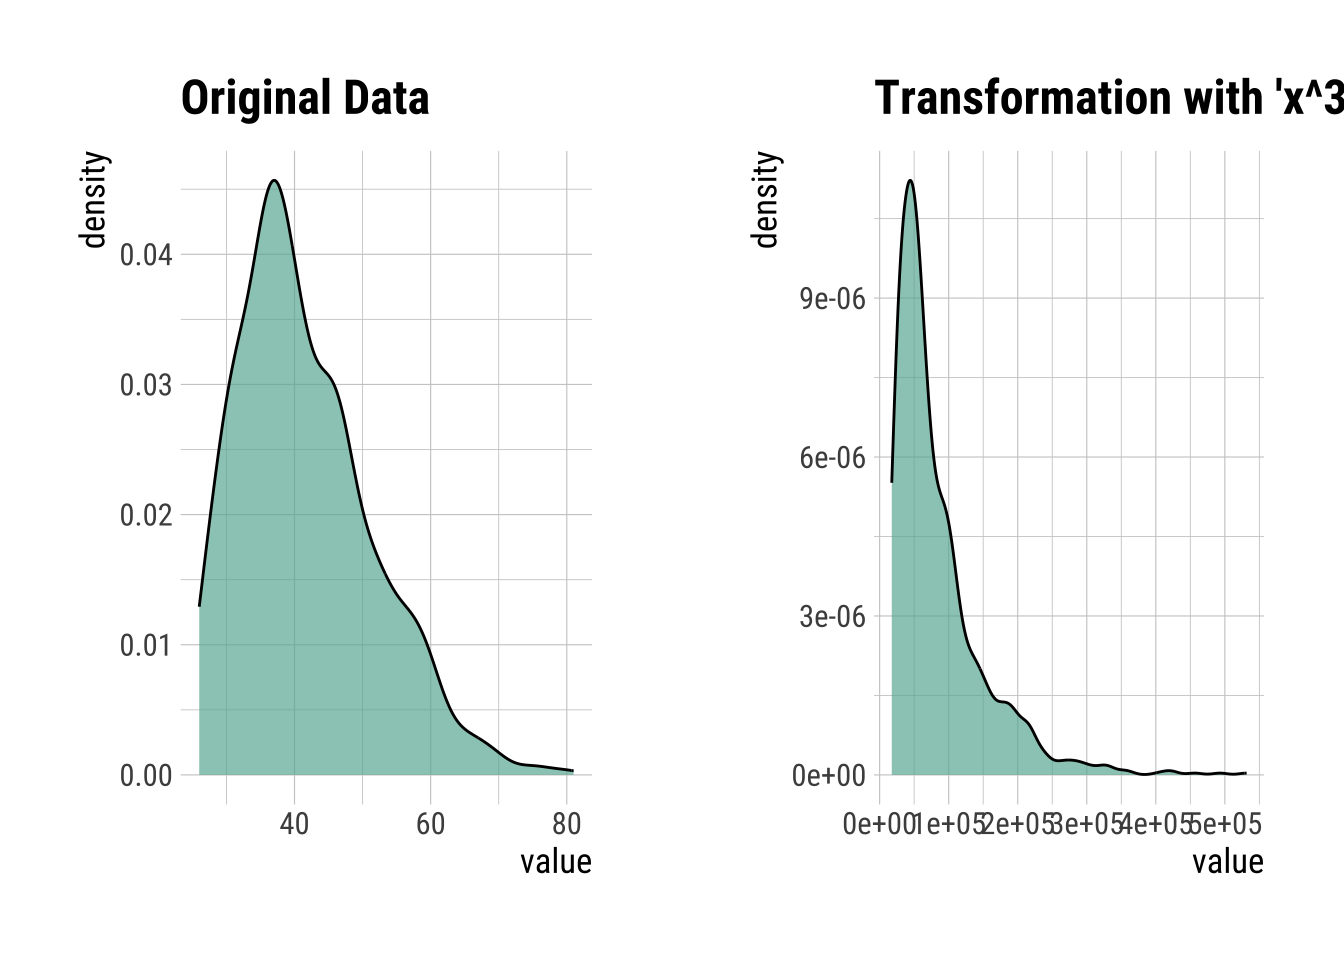 Original Data
density
0.04
0.03
0.02
0.01
0.00
40 60 80
value
Transformation with 'x^3
density
9e-06
6e-06
3e-06
0e+00
0e+00 1e+05 2e+05 3e+05 4e+05 5e+05
value